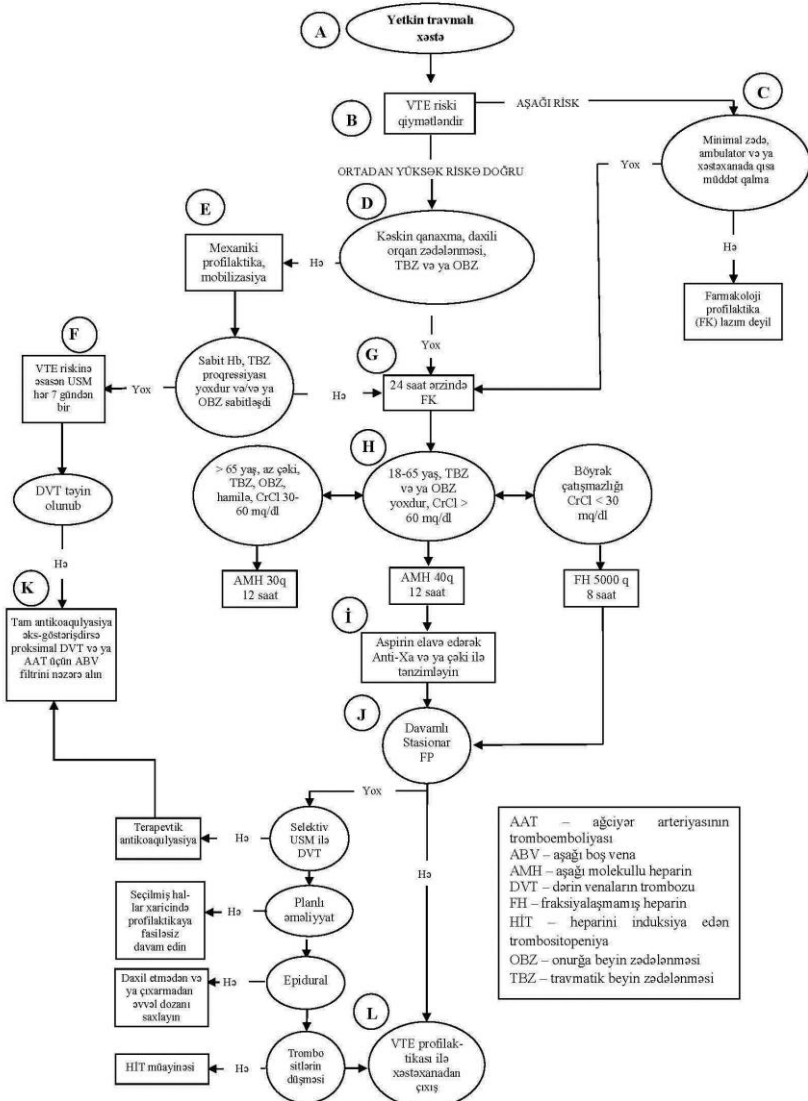 A
Yetkin travmalı
xəstə
B
VTE riski
qiymətləndir
AŞAĞI RİSK
C
Minimal zədə,
ambulator və ya
xəstəxanada qısa
müddət qalma
Yox
Hə
Farmakoloji
profilaktika
(FK) lazım deyil
ORTADAN YÜKSƏK RİSKƏ DOĞRU
D
Kəskin qanaxma, daxili
orqan zədələnməsi,
TBZ və ya OBZ
Hə
E
Mexaniki
profilaktika,
mobilizasiya
Yox
F
VTE riskinə
əsasən USM
hər 7 gündən
bir
Yox
Sabit Hb, TBZ
proqressiyası
yoxdur və/və ya
OBZ sabitləşdi
Hə
G
24 saat ərzində
FK
DVT təyin
olunub
Hə
H
> 65 yaş, az çəki,
TBZ, OBZ,
hamilə, CrCl 30-
60 mq/dl
18-65 yaş, TBZ
və ya OBZ
yoxdur, CrCl >
60 mq/dl
Böyrək
çatışmazlığı
CrCl < 30
mq/dl
AMH 30q
12 saat
AMH 40q
12 saat
FH 5000 q
8 saat
K
Tam antikoaqulyasiya
əks-göstərişdirsə
proksimal DVT və ya
AAT üçün ABV
filtrini nəzərə alın
İ
Aspirin elavə edərək
Anti-Xa və ya çəki ilə
tənzimləyin
J
Davamlı
Stasionar
FP
Yox
Hə
Terapevtik
antikoaqulyasiya
Hə
Selektiv
USM ilə
DVT
Seçilmiş hal-
lar xaricində
profilaktikaya
fasiləsiz
davam edin
Hə
Planlı
əməliyyat
Daxil etmədən və
ya çıxarmadan
əvvəl dozanı
saxlayın
Hə
Epidural
HİT müayinəsi
Hə
Trombo
sitlərin
düşməsi
L
VTE profilak-
tikası ilə
xəstəxanadan
çıxış
AAT – ağciyər arteriyasının
tromboemboliyası
ABV – aşağı boş vena
AMH – aşağı molekullu heparin
DVT – dərin venaların trombozu
FH – fraksiyalaşmamış heparin
HİT – heparini induksiya edən
trombositopeniya
OBZ – onurğa beyin zədələnməsi
TBZ – travmatik beyin zədələnməsi